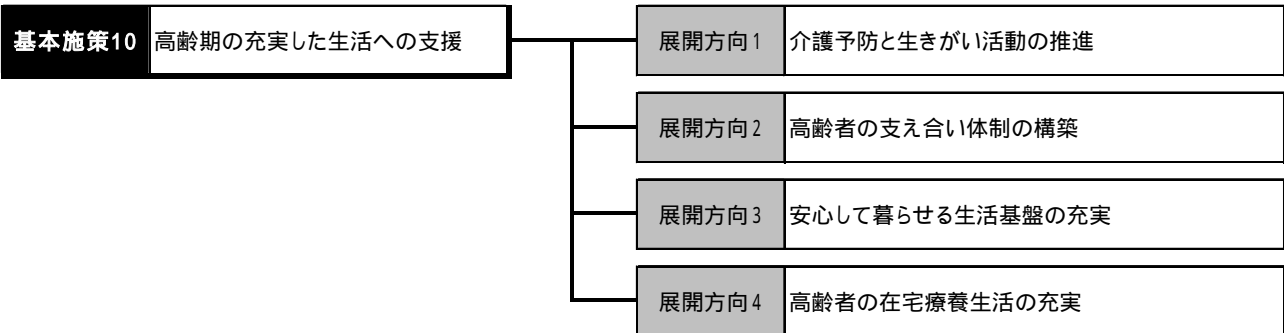 基本施策10 高齢期の充実した生活への支援
展開方向1 介護予防と生きがい活動の推進
展開方向2 高齢者の支え合い体制の構築
展開方向3 安心して暮らせる生活基盤の充実
展開方向4 高齢者の在宅療養生活の充実